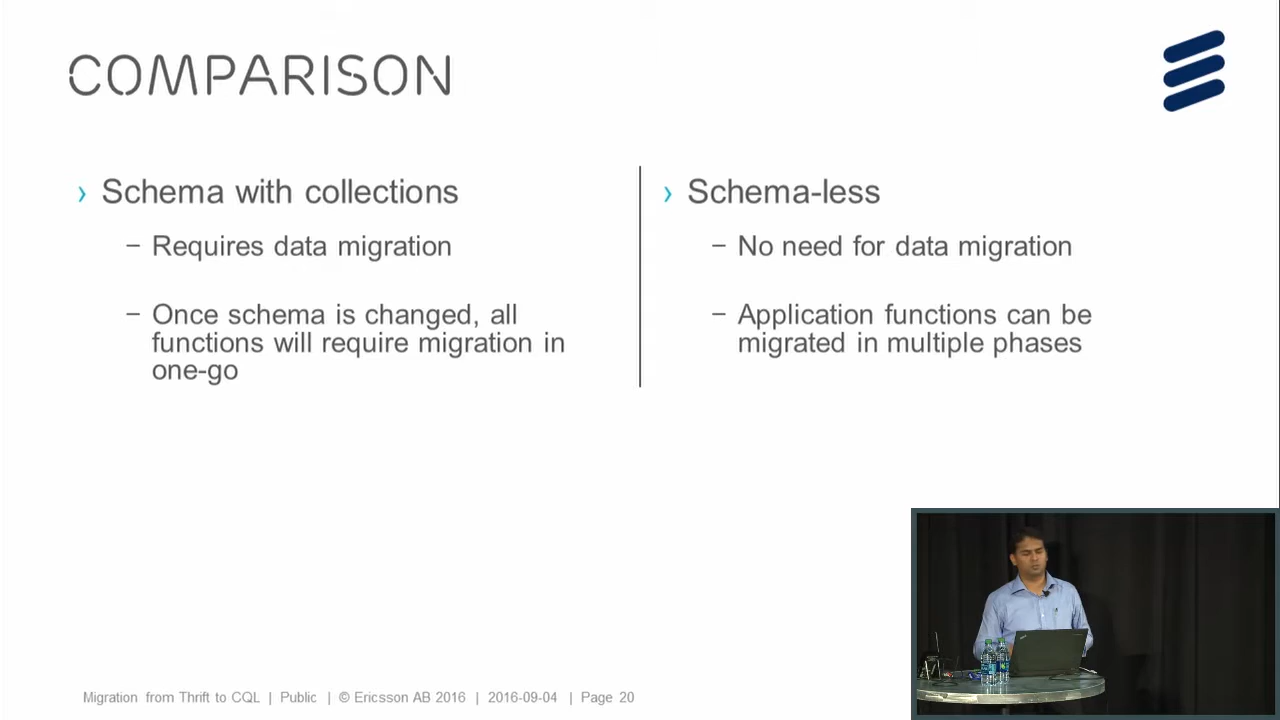 COMPARISON
› Schema with collections
– Requires data migration
– Once schema is changed, all
functions will require migration in
one-go
› Schema-less
– No need for data migration
– Application functions can be
migrated in multiple phases
Migration from Thrift to CQL | Public | © Ericsson AB 2016 | 2016-09-04 | Page 20